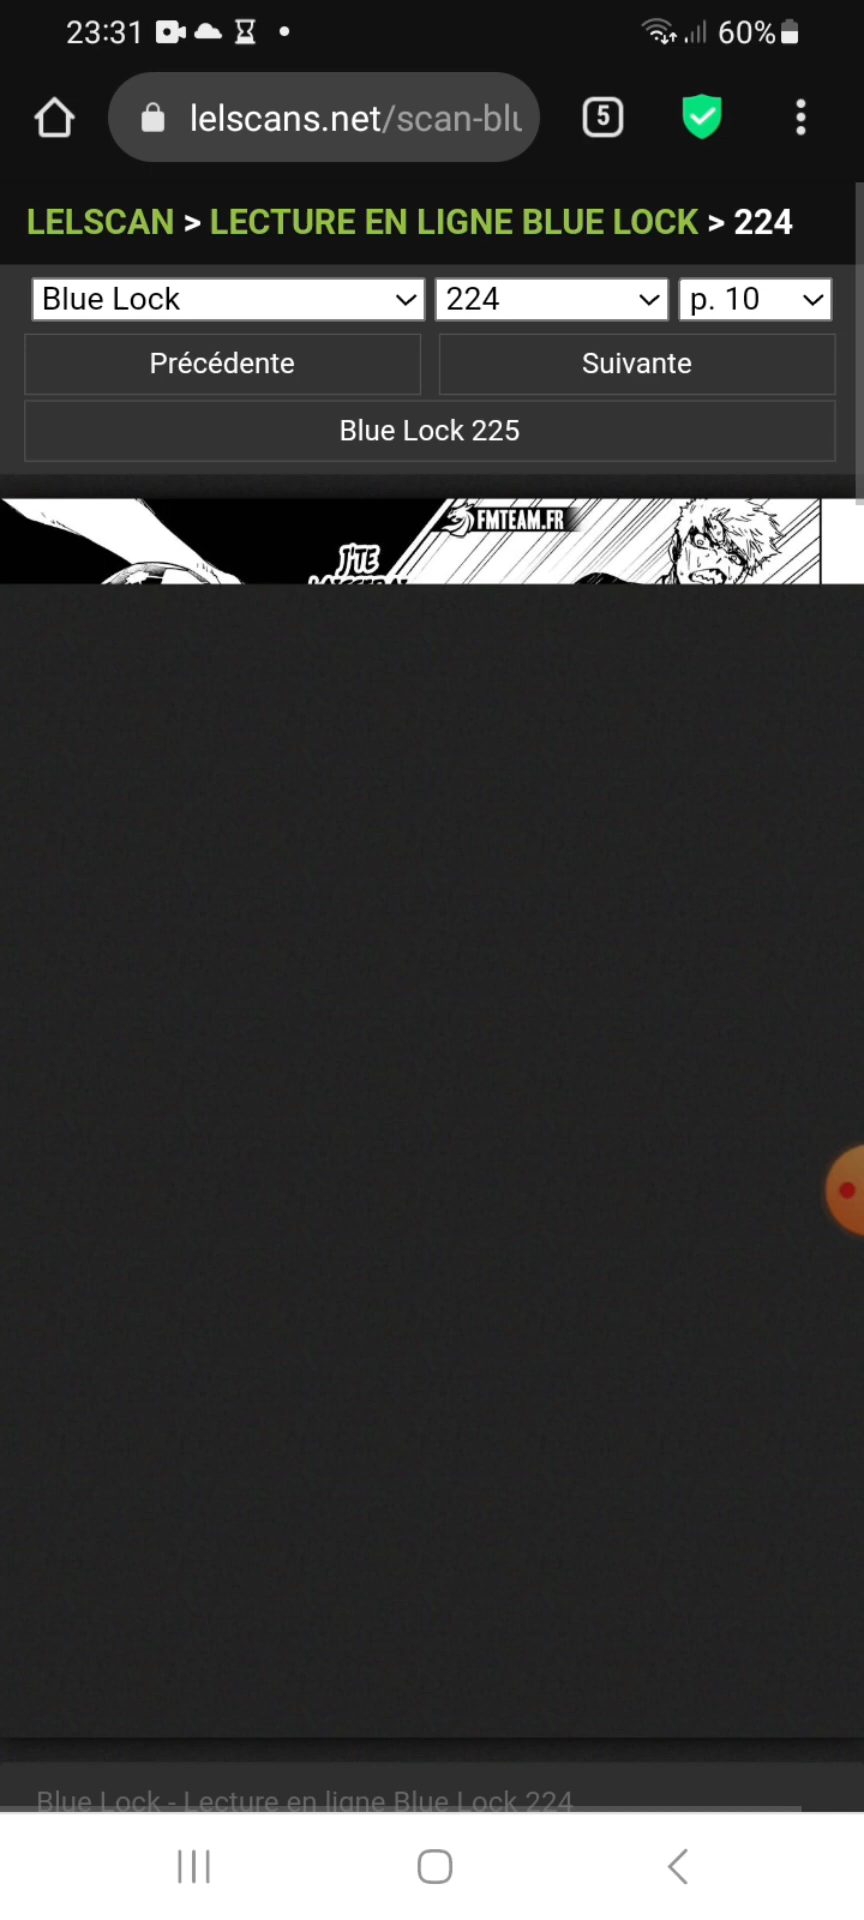 23:31
60%
lelscans.net/scan-blu
5
LELSCAN > LECTURE EN LIGNE BLUE LOCK > 224
Blue Lock
224
p. 10
Précédente
Suivante
Blue Lock 225
FMTEAM.FR
J'TE
Blue Lock - Lecture en ligne Blue Lock 224